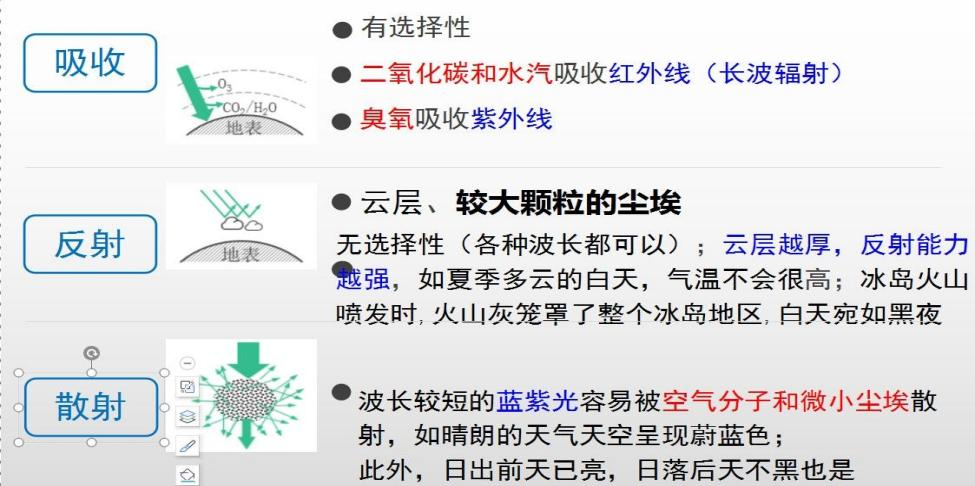 吸收
O₃
CO₂/H₂O
地表
● 有选择性
● 二氧化碳和水汽吸收红外线（长波辐射）
● 臭氧吸收紫外线
反射
地表
● 云层、较大颗粒的尘埃
无选择性（各种波长都可以）；云层越厚，反射能力
越强，如夏季多云的白天，气温不会很高；冰岛火山
喷发时,火山灰笼罩了整个冰岛地区,白天宛如黑夜
散射
● 波长较短的蓝紫光容易被空气分子和微小尘埃散
射，如晴朗的天气天空呈现蔚蓝色；
此外，日出前天已亮，日落后天不黑也是